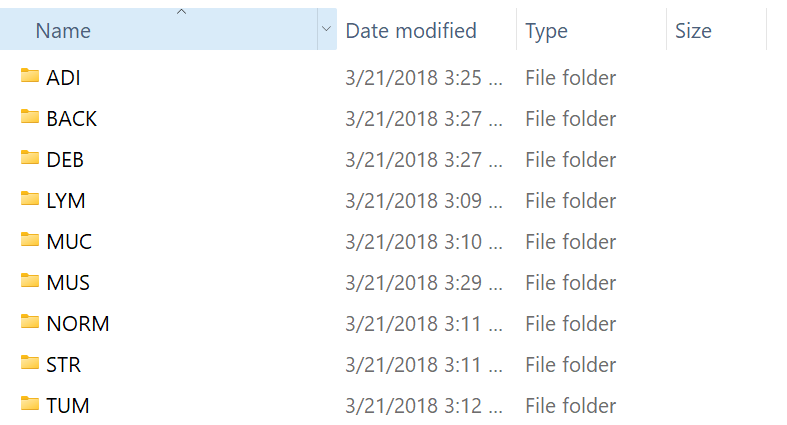 Name Date modified Type Size
ADI 3/21/2018 3:25 ... File folder
BACK 3/21/2018 3:27 ... File folder
DEB 3/21/2018 3:27 ... File folder
LYM 3/21/2018 3:09 ... File folder
MUC 3/21/2018 3:10 ... File folder
MUS 3/21/2018 3:29 ... File folder
NORM 3/21/2018 3:11 ... File folder
STR 3/21/2018 3:11 ... File folder
TUM 3/21/2018 3:12 ... File folder